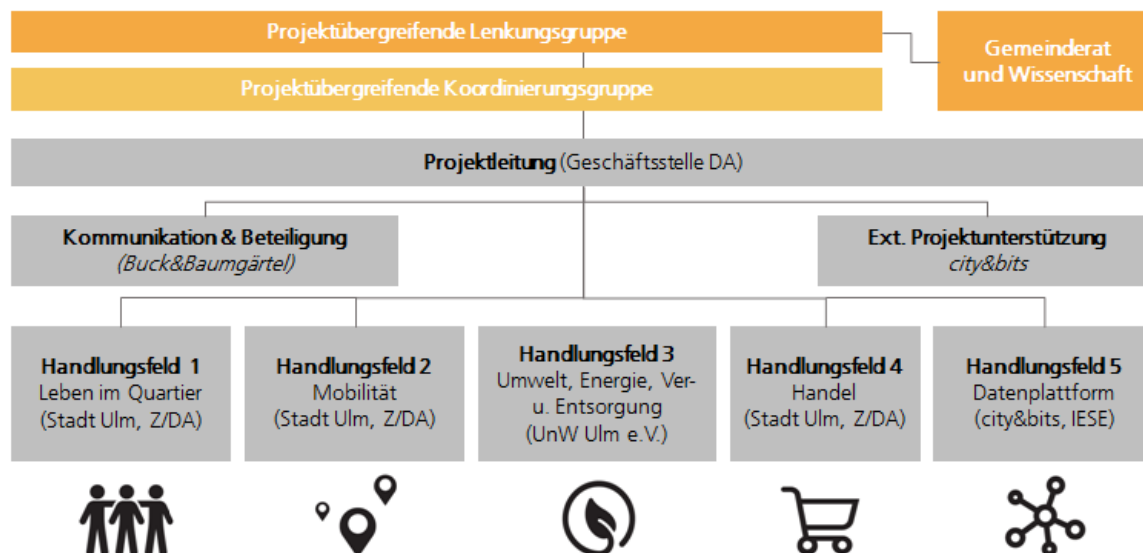 Projektübergreifende Lenkungsgruppe
Gemeinderat
und Wissenschaft
Projektübergreifende Koordinierungsgruppe
Projektleitung (Geschäftsstelle DA)
Kommunikation & Beteiligung
(Buck&Baumgärtel)
Ext. Projektunterstützung
city&bits
Handlungsfeld 1
Leben im Quartier
(Stadt Ulm, Z/DA)
Handlungsfeld 2
Mobilität
(Stadt Ulm, Z/DA)
Handlungsfeld 3
Umwelt, Energie, Ver-
u. Entsorgung
(UnW Ulm e.V.)
Handlungsfeld 4
Handel
(Stadt Ulm, Z/DA)
Handlungsfeld 5
Datenplattform
(city&bits, IESE)